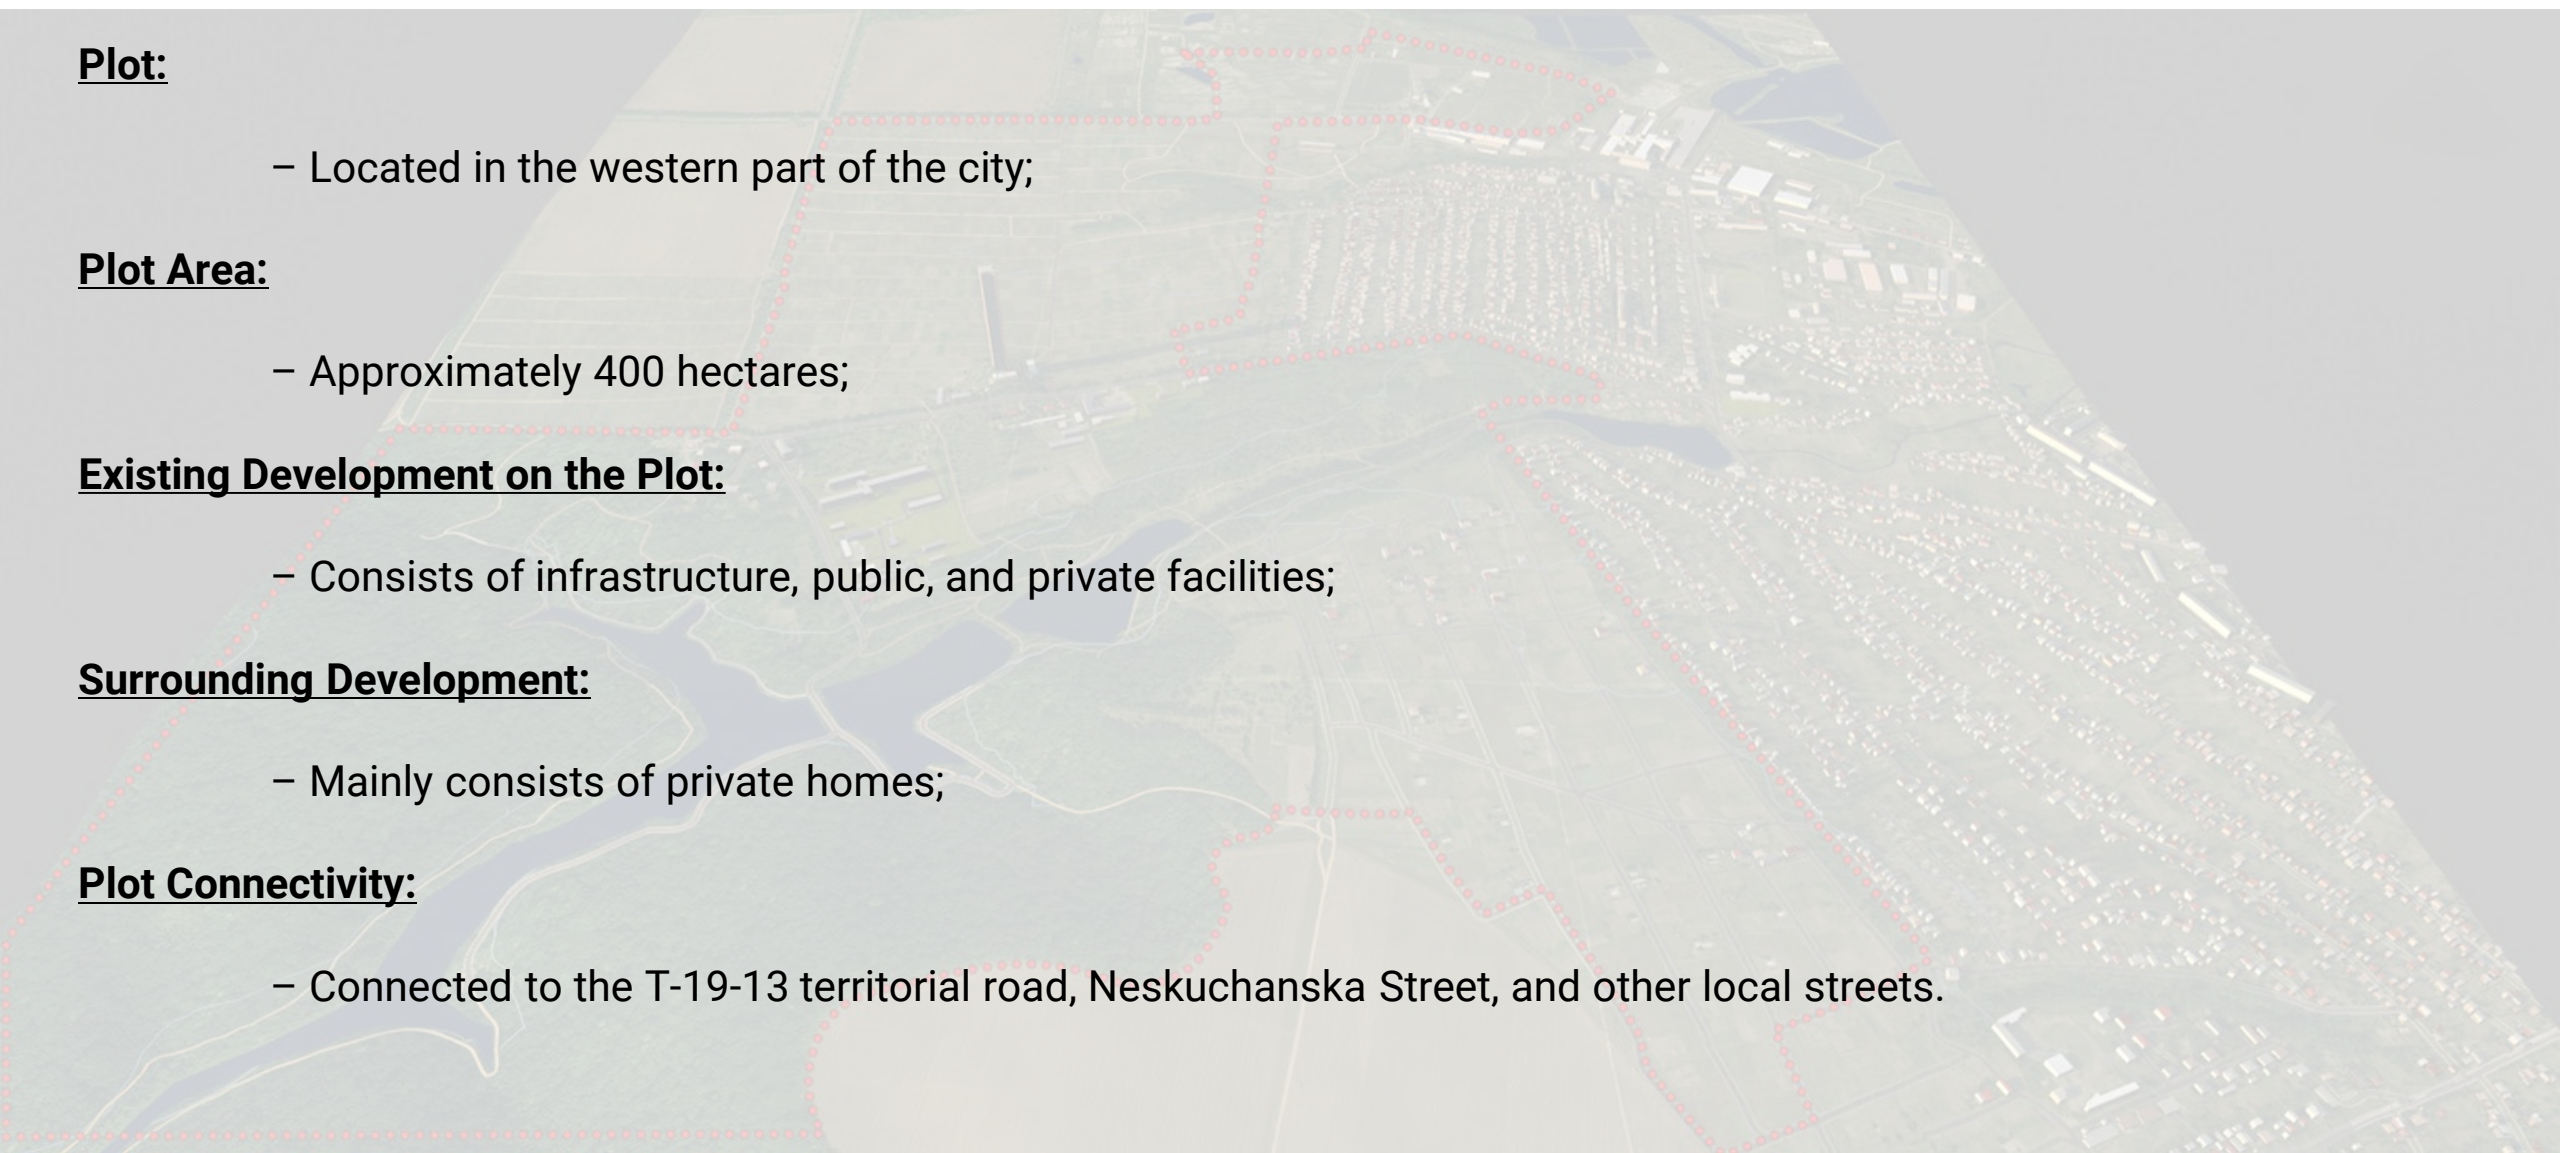 Plot:
– Located in the western part of the city;
Plot Area:
– Approximately 400 hectares;
Existing Development on the Plot:
– Consists of infrastructure, public, and private facilities;
Surrounding Development:
– Mainly consists of private homes;
Plot Connectivity:
– Connected to the T-19-13 territorial road, Neskuchanska Street, and other local streets.